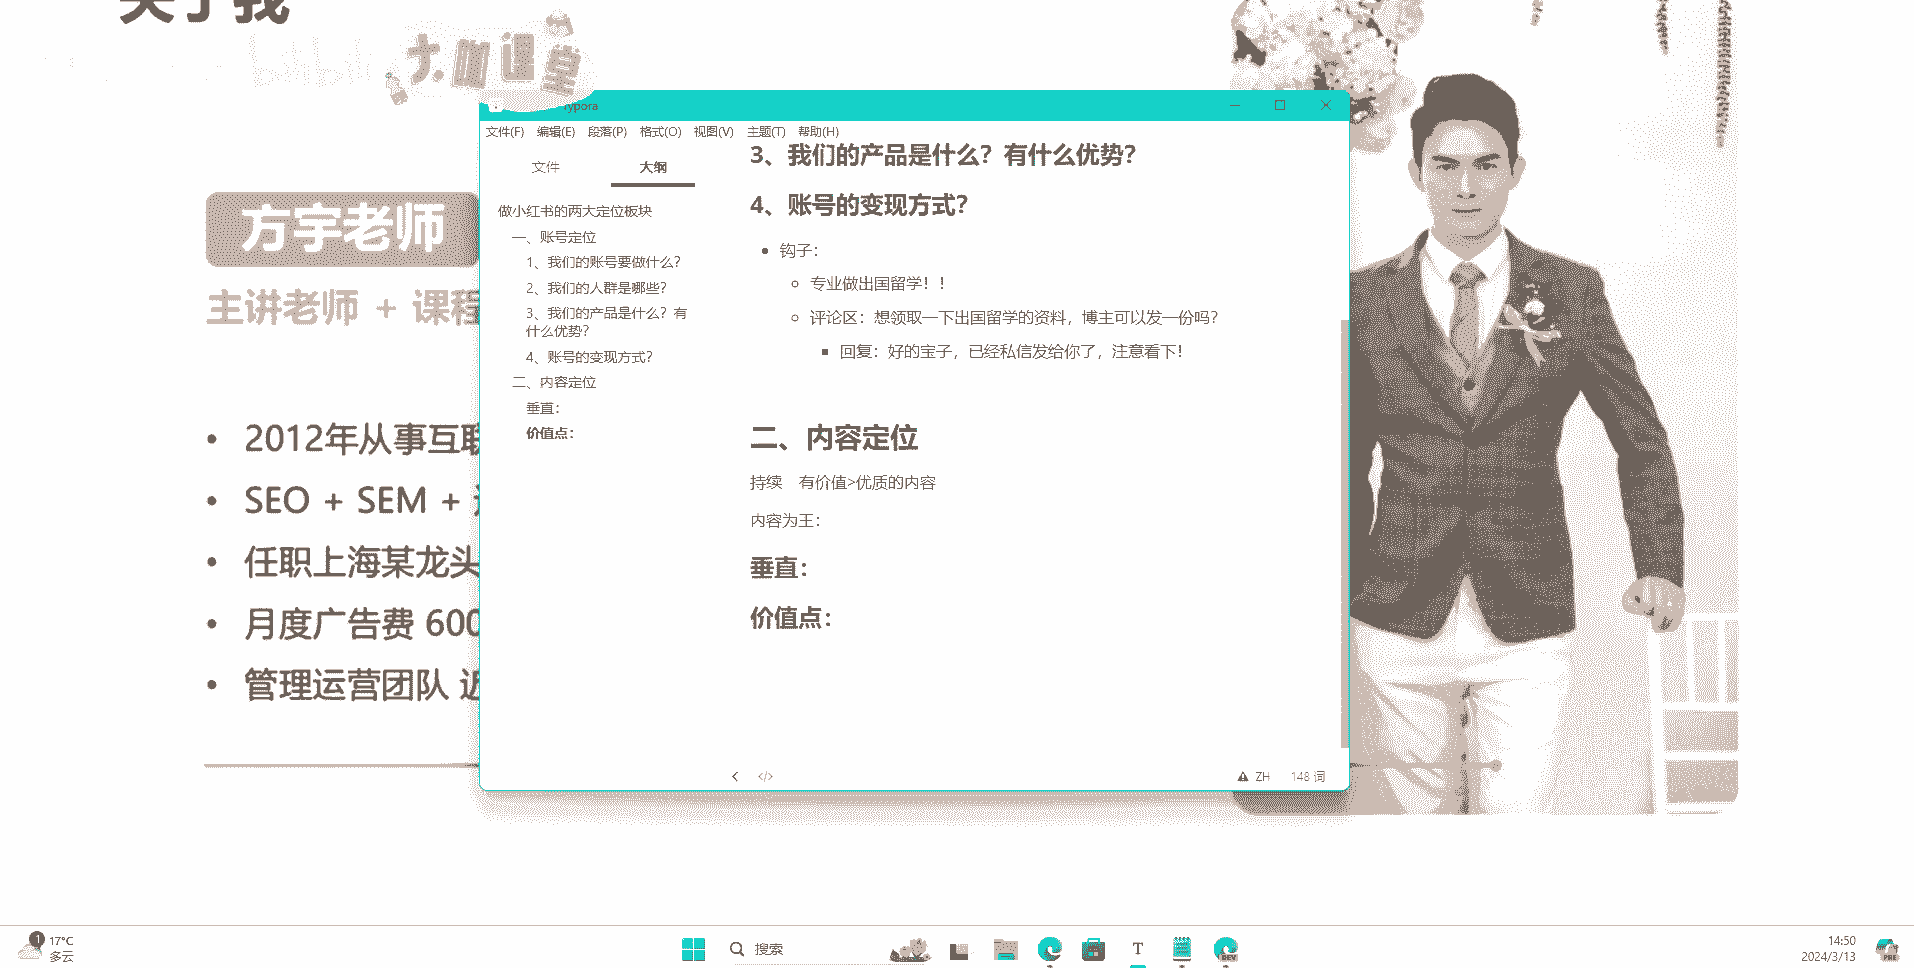 关于我
bilibili 大咖课堂
Typora
文件(F) 编辑(E) 段落(P) 格式(O) 视图(V) 主题(T) 帮助(H)
文件 大纲
做小红书的两大定位板块
一、账号定位
1、我们的账号要做什么？
2、我们的人群是哪些？
3、我们的产品是什么？有
什么优势？
4、账号的变现方式？
二、内容定位
垂直：
价值点：
3、我们的产品是什么？有什么优势？
4、账号的变现方式？
钩子：
专业做出国留学！！
评论区：想领取一下出国留学的资料，博主可以发一份吗？
回复：好的宝子，已经私信发给你了，注意看下！
二、内容定位
持续 有价值>优质的内容
内容为王：
垂直：
价值点：
ZH 148 词
方宇老师
主讲老师 + 课程
2012年从事互联
SEO + SEM +
任职上海某龙头
月度广告费 600
管理运营团队 近
1
17°C
多云
搜索
T
DEV
14:50
2024/3/13
PRE